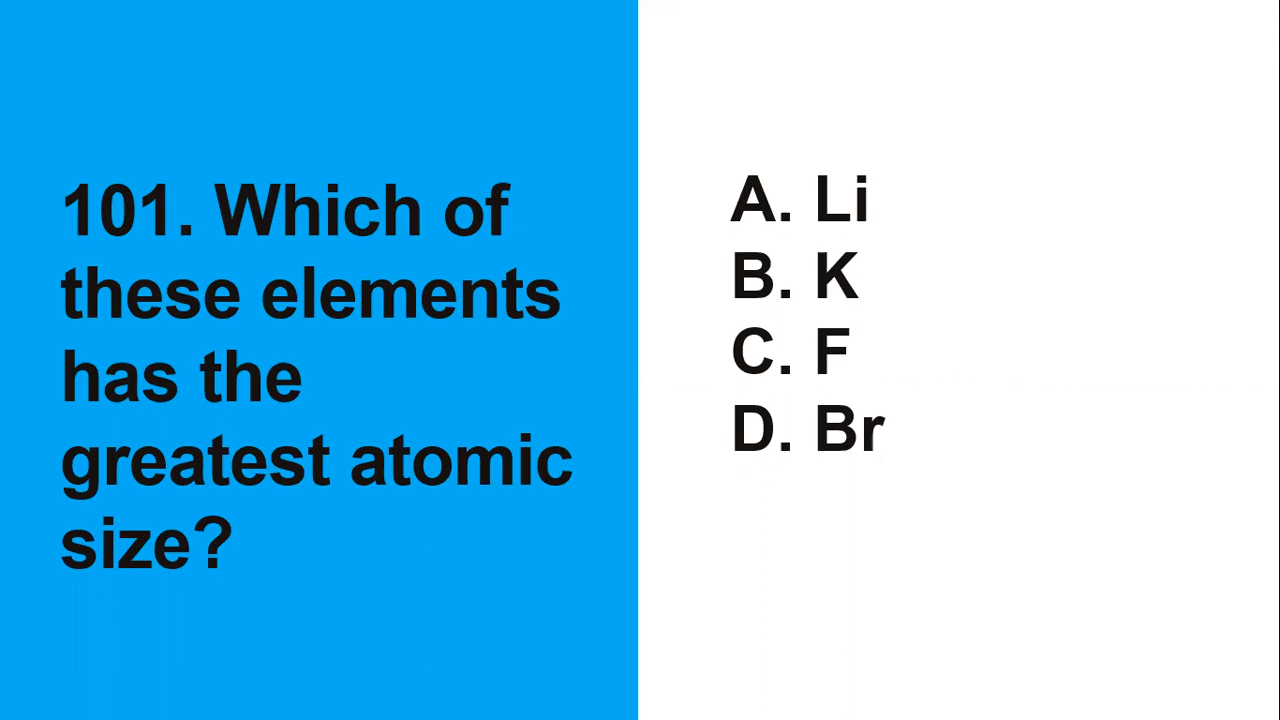 101. Which of
these elements
has the
greatest atomic
size?
A. Li
B. K
C. F
D. Br